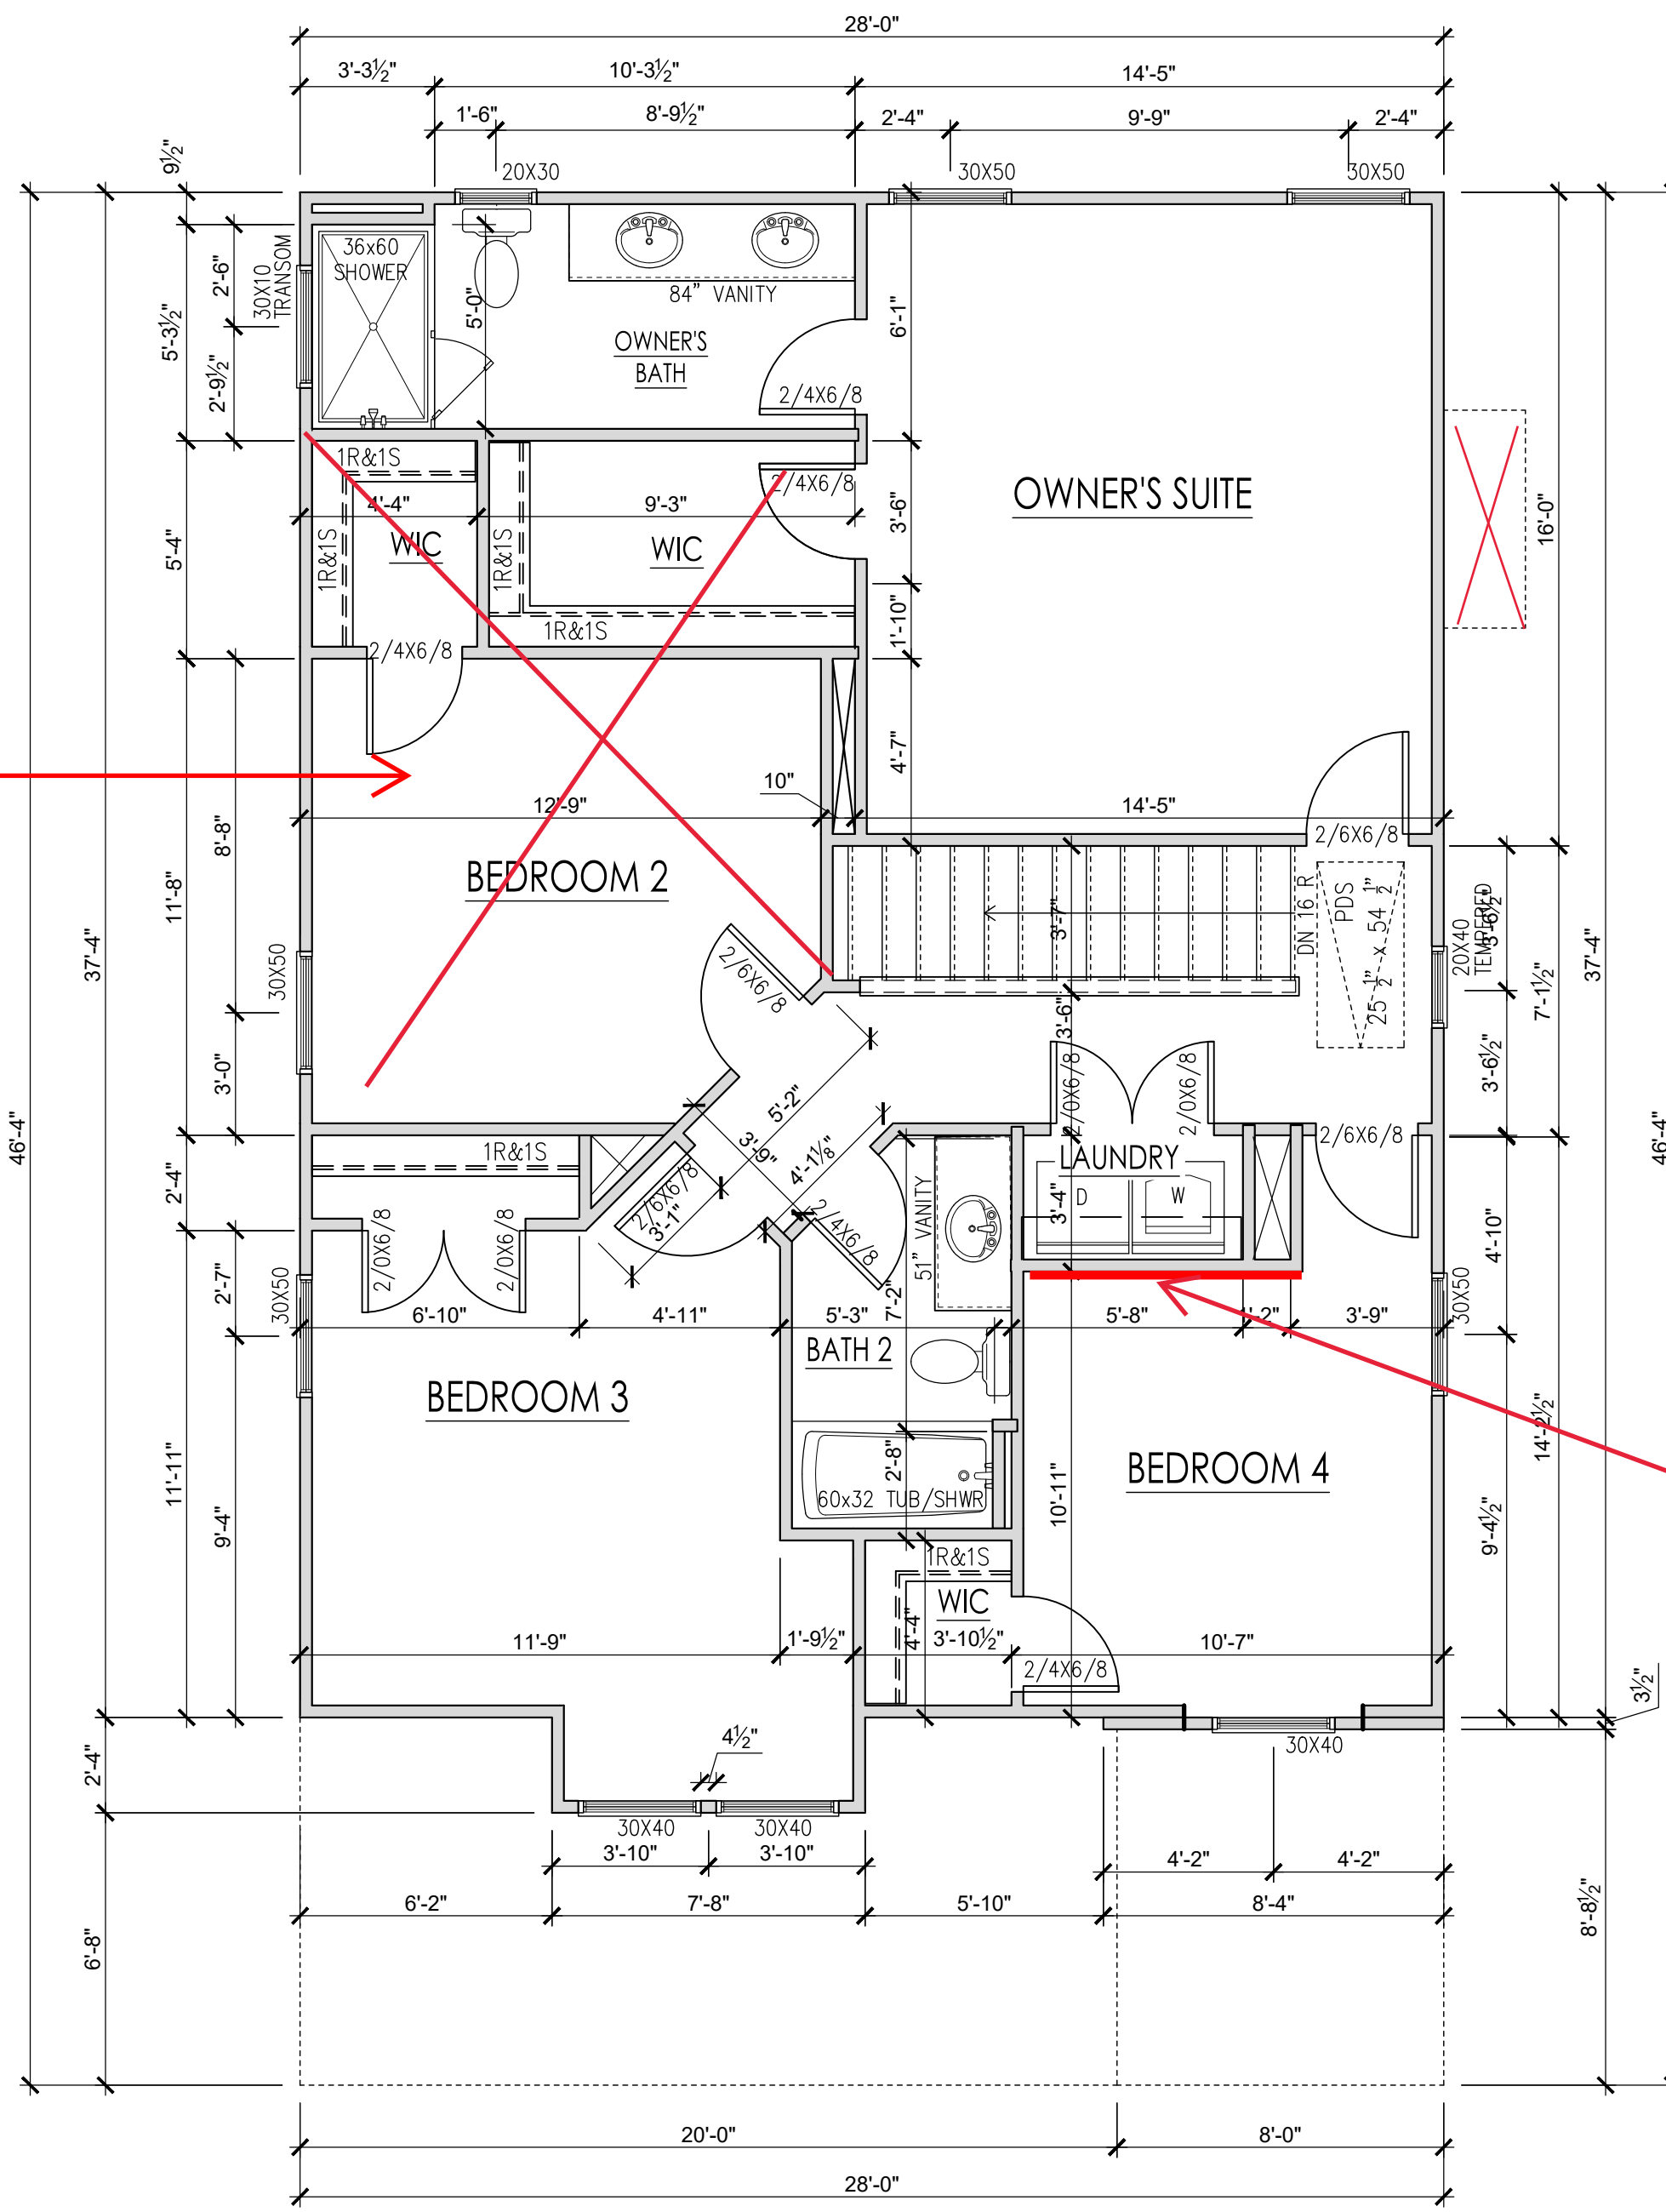 28'-0"
3'-3½" 10'-3½" 14'-5"
1'-6" 8'-9½" 2'-4" 9'-9" 2'-4"
9½"
20X30 30X50 30X50
36x60
SHOWER
30X10
TRANSOM
2'-6"
5'-3½"
2'-9½"
5'-0"
84" VANITY
OWNER'S
BATH
6'-1"
2/4X6/8
1R&1S
2/4X6/8
4'-4" 9'-3"
OWNER'S SUITE
3'-6"
16'-0"
5'-4"
1R&1S
WIC
1R&1S
WIC
1R&1S
1'-10"
2/4X6/8
4'-7"
10"
12'-9" 14'-5"
8'-8"
11'-8"
37'-4"
BEDROOM 2
2/6X6/8
3'-7"
DN 16 R
PDS
25 ½" x 54 ½"
20X40
TEMPERED
3'-6½"
7'-1½"
37'-4"
30X50
2/6X6/8
3'-6"
3'-0"
3'-6½"
46'-4"
46'-4"
5'-2"
3'-9"
4'-1⅛"
2/0X6/8
2/0X6/8
2/6X6/8
1R&1S
2'-4"
LAUNDRY
D W
3'-4"
2/6X6/8
3'-1"
2/4X6/8
51" VANITY
4'-10"
2/0X6/8
2/0X6/8
2'-7"
30X50
7'-2"
30X50
6'-10" 4'-11" 5'-3" 5'-8" 1'-2" 3'-9"
BATH 2
BEDROOM 3
14'-2½"
2'-8"
BEDROOM 4
11'-11"
9'-4"
60x32 TUB/SHWR
10'-11"
9'-4½"
1R&1S
WIC
4'-4"
11'-9" 1'-9½" 3'-10½" 10'-7"
2/4X6/8
3½"
4½"
30X40
2'-4"
30X40 30X40
3'-10" 3'-10"
4'-2" 4'-2"
6'-2" 7'-8" 5'-10" 8'-4"
8'-8½"
6'-8"
20'-0" 8'-0"
28'-0"